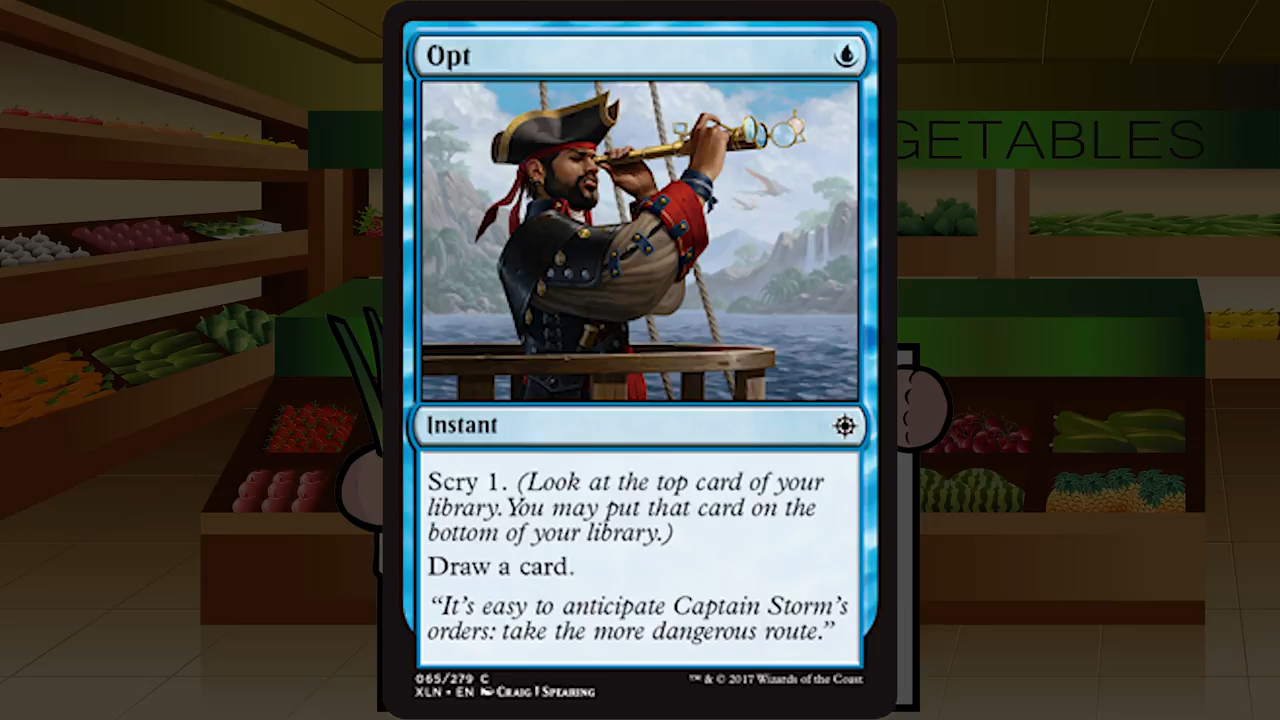 Opt
GETABLES
Instant
Scry 1. (Look at the top card of your
library. You may put that card on the
bottom of your library.)
Draw a card.
"It's easy to anticipate Captain Storm's
orders: take the more dangerous route."
065/279 C
XLN • EN Craig J Spearing
™ & © 2017 Wizards of the Coast